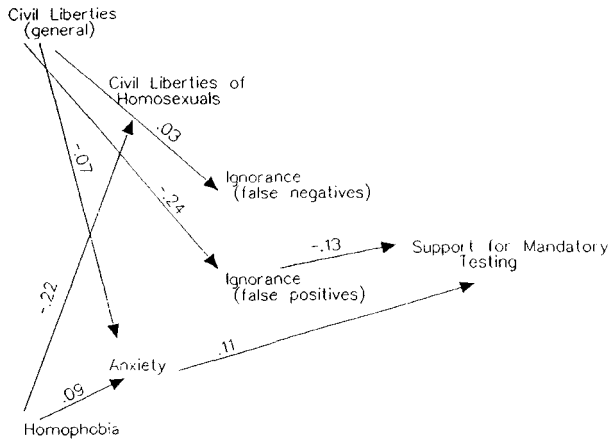 Civil Liberties
(general)
Civil Liberties of
Homosexuals
.03
-.07
Ignorance
(false negatives)
-.24
-.13
Support for Mandatory
Testing
Ignorance
(false positives)
-.22
.11
Anxiety
.09
Homophobia